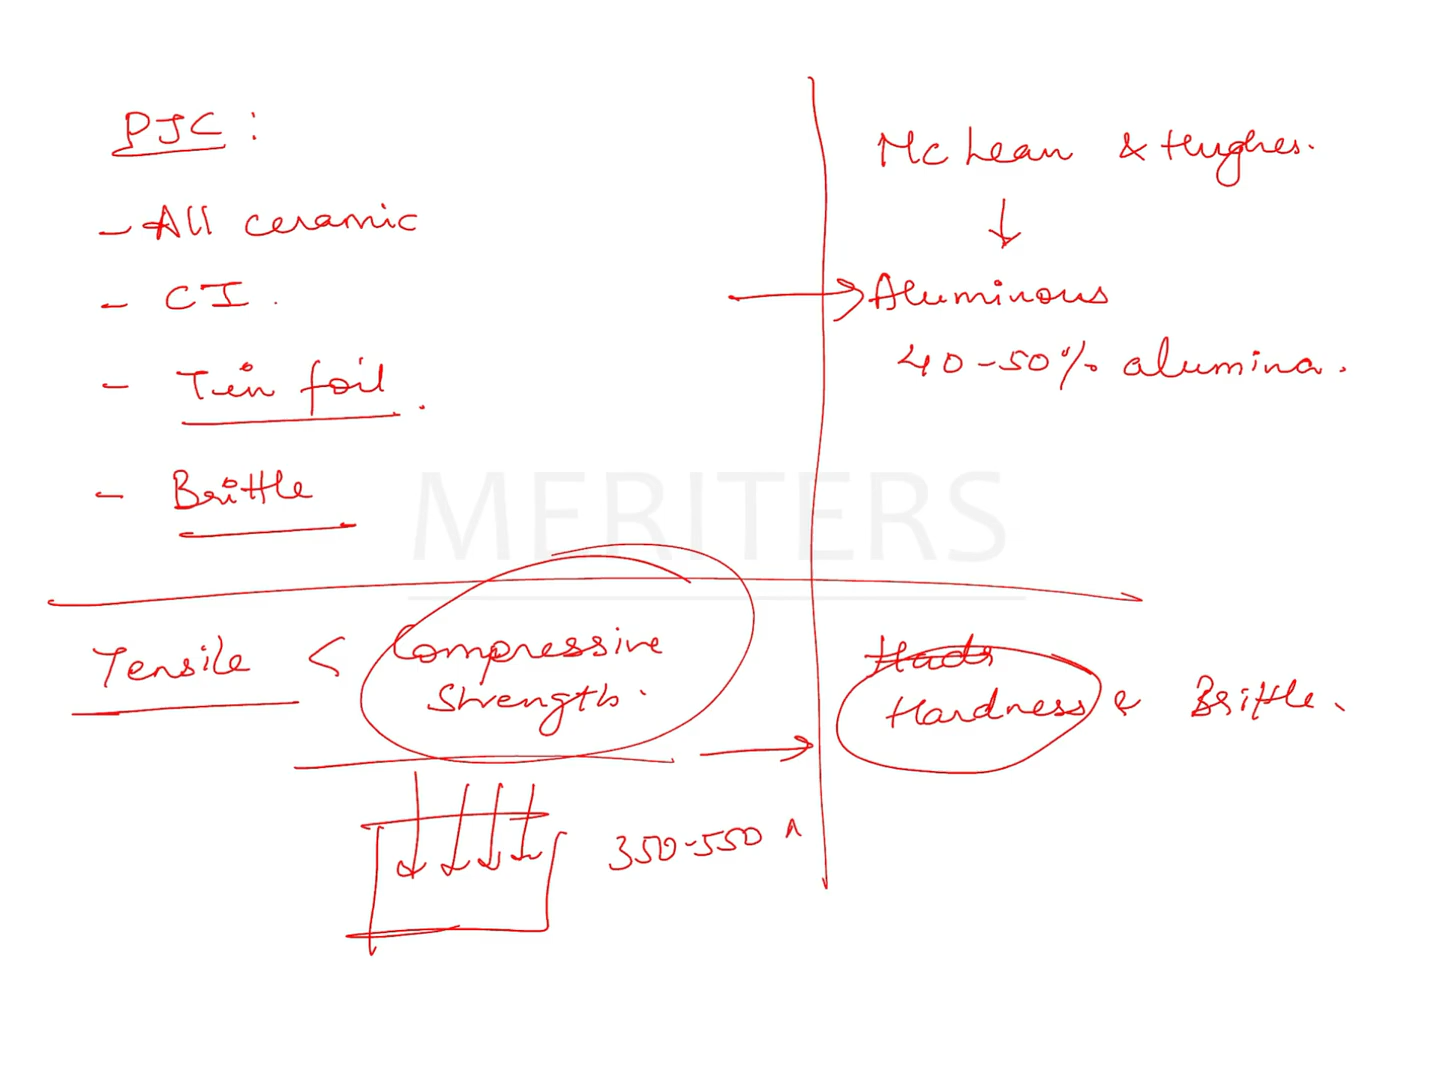 PJC :
- All ceramic
- CI .
- Tin foil .
- Brittle
Mc Lean & Hughes.
↓
→ Aluminous
40-50% alumina.
MERITERS
Tensile < Compressive
Strength.
→
Hards
Hardness & Brittle.
350-550